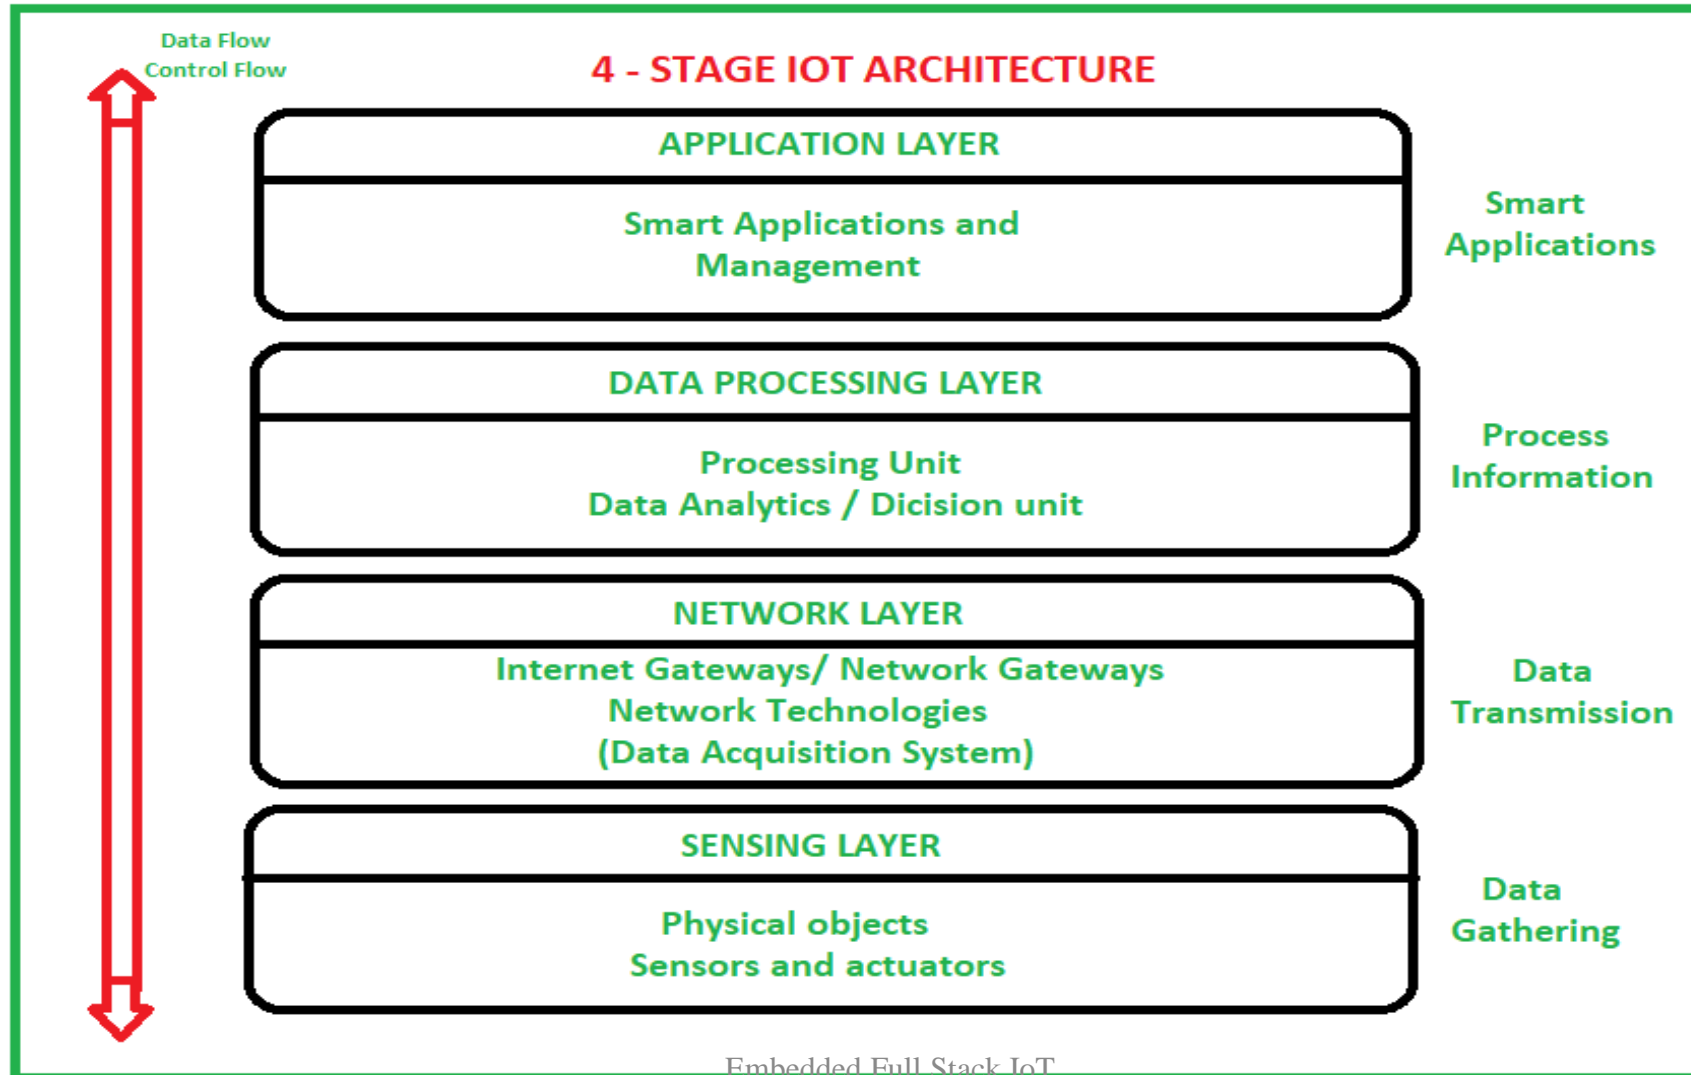 Data Flow
Control Flow
4 - STAGE IOT ARCHITECTURE
APPLICATION LAYER
Smart Applications and
Management
Smart
Applications
DATA PROCESSING LAYER
Processing Unit
Data Analytics / Dicision unit
Process
Information
NETWORK LAYER
Internet Gateways/ Network Gateways
Network Technologies
(Data Acquisition System)
Data
Transmission
SENSING LAYER
Physical objects
Sensors and actuators
Data
Gathering
Embedded Full Stack IoT